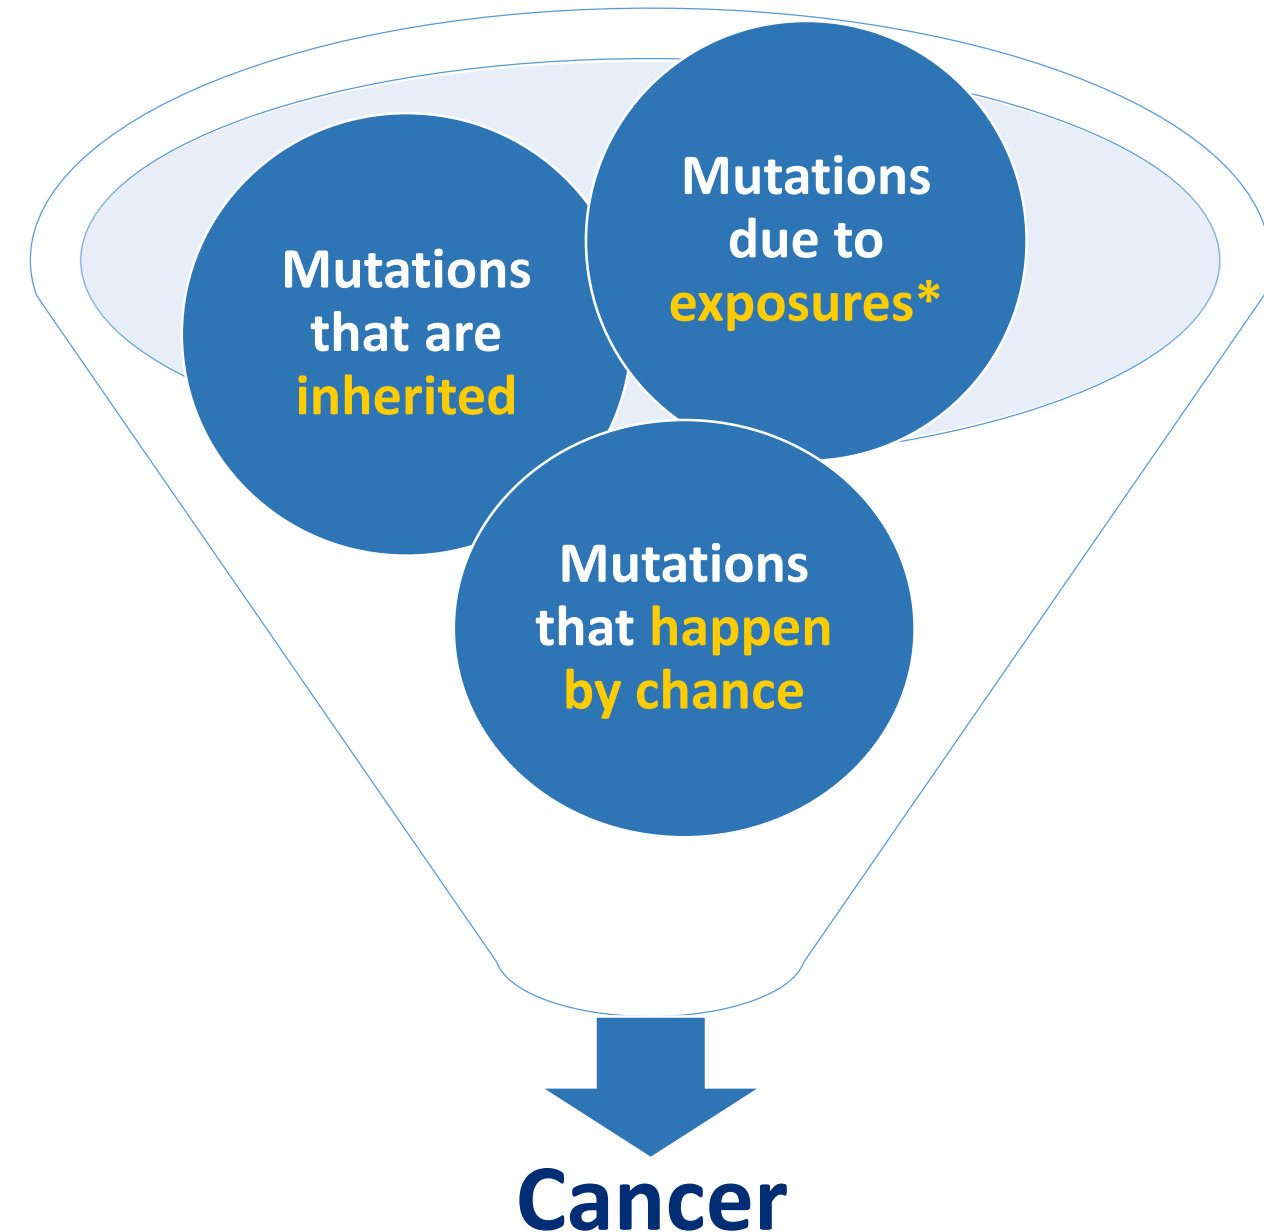 Mutations
that are
inherited
Mutations
due to
exposures*
Mutations
that happen
by chance
Cancer